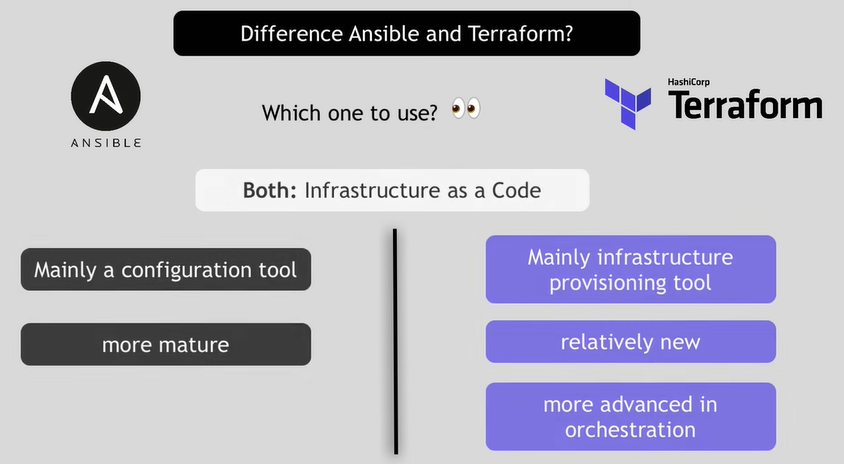 Difference Ansible and Terraform?
ANSIBLE
Which one to use?
HashiCorp
Terraform
Both: Infrastructure as a Code
Mainly a configuration tool
more mature
Mainly infrastructure
provisioning tool
relatively new
more advanced in
orchestration